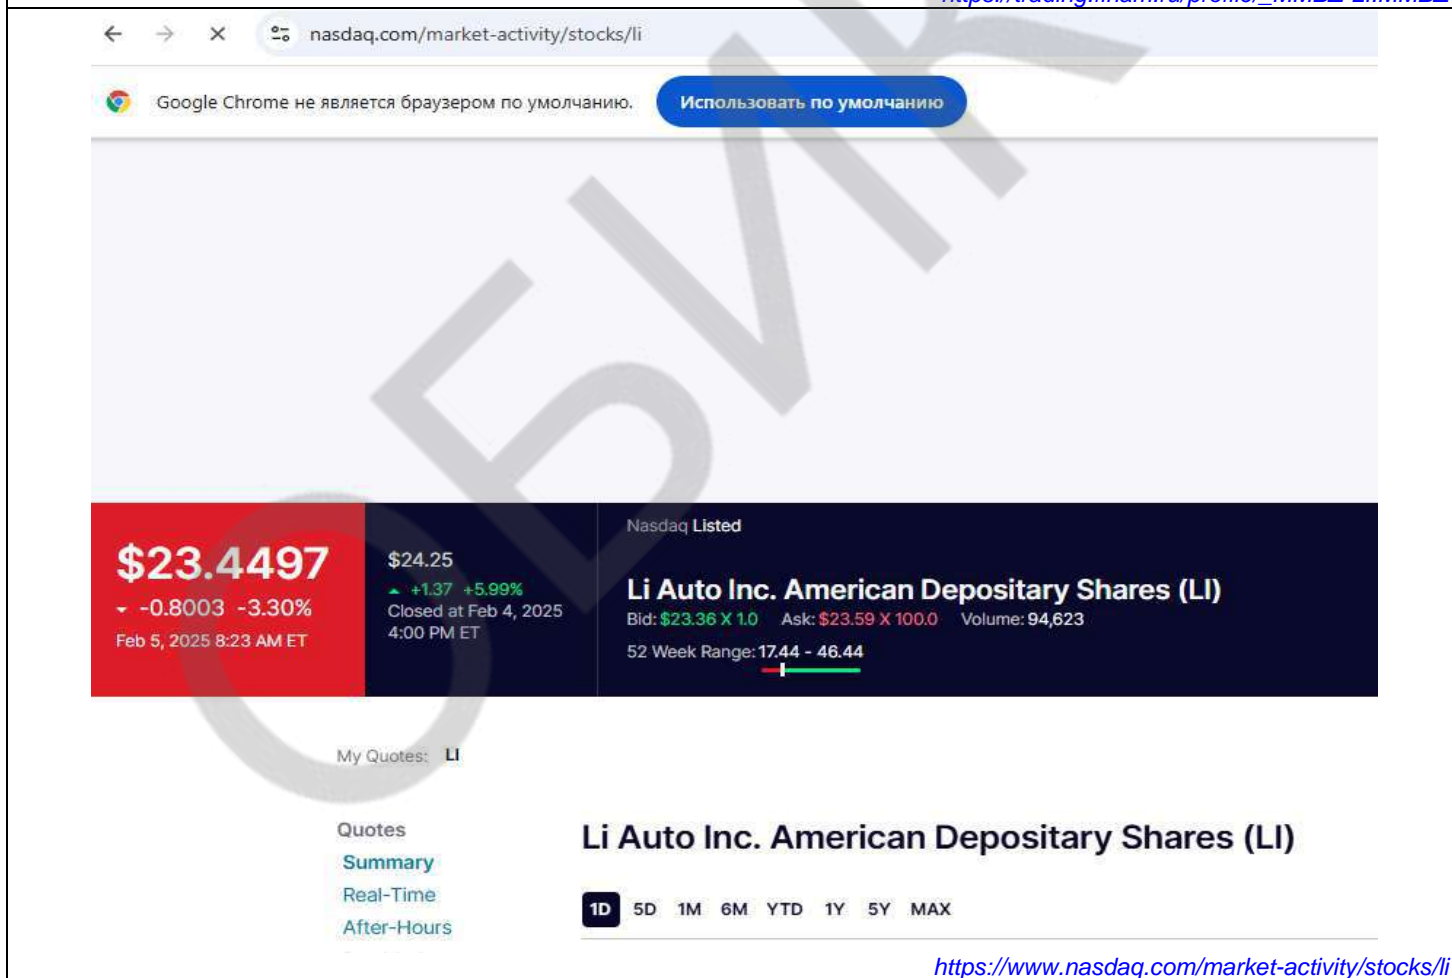 nasdaq.com/market-activity/stocks/li
Google Chrome не является браузером по умолчанию. Использовать по умолчанию
ОБИК
$23.4497
-0.8003 -3.30%
Feb 5, 2025 8:23 AM ET
$24.25
+1.37 +5.99%
Closed at Feb 4, 2025
4:00 PM ET
Nasdaq Listed
Li Auto Inc. American Depositary Shares (LI)
Bid: $23.36 X 1.0 Ask: $23.59 X 100.0 Volume: 94,623
52 Week Range: 17.44 - 46.44
My Quotes: LI
Quotes
Summary
Real-Time
After-Hours
Li Auto Inc. American Depositary Shares (LI)
1D 5D 1M 6M YTD 1Y 5Y MAX
https://www.nasdaq.com/market-activity/stocks/li